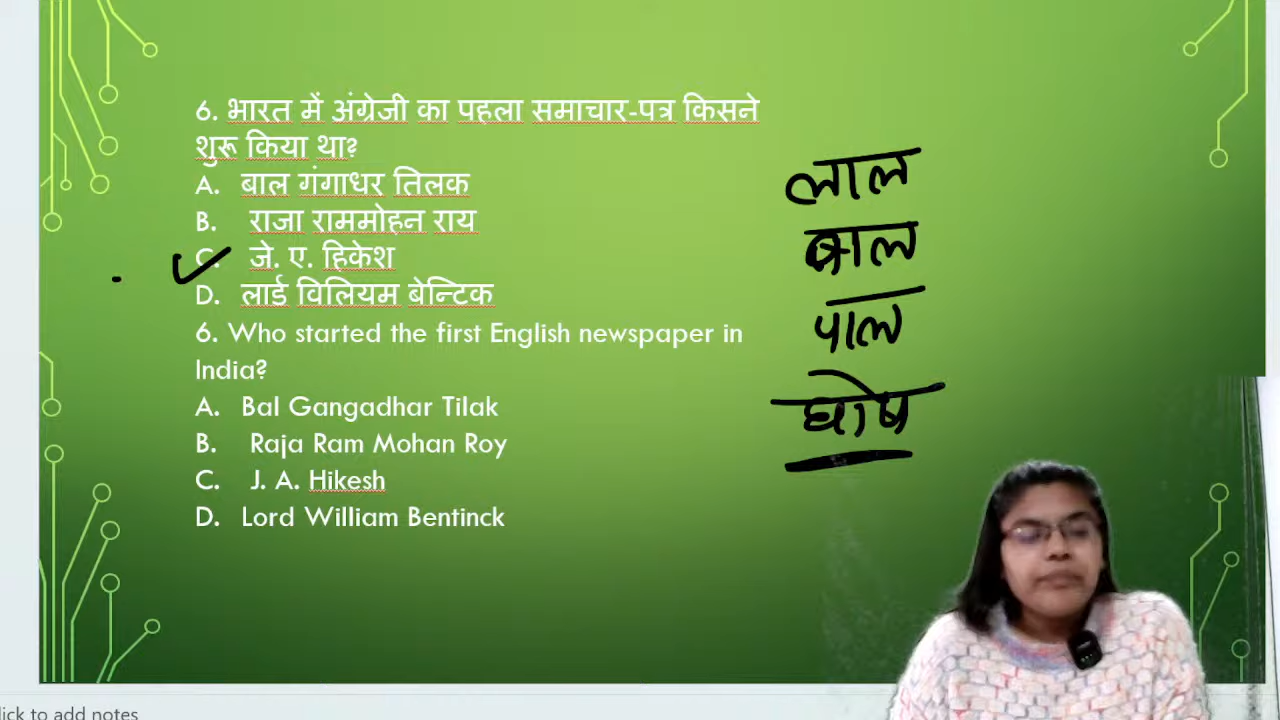 6. भारत में अंग्रेजी का पहला समाचार-पत्र किसने
शुरू किया था?
A. बाल गंगाधर तिलक
B. राजा राममोहन राय
C. जे. ए. हिकेश
D. लार्ड विलियम बेन्टिक
6. Who started the first English newspaper in
India?
A. Bal Gangadhar Tilak
B. Raja Ram Mohan Roy
C. J. A. Hikesh
D. Lord William Bentinck
लाल
बाल
पाल
घोष
lick to add notes